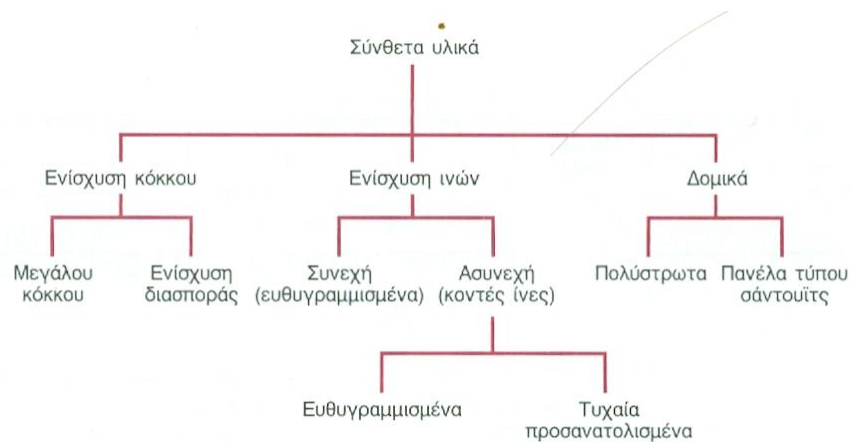 Σύνθετα υλικά
Ενίσχυση κόκκου
Ενίσχυση ινών
Δομικά
Μεγάλου
κόκκου
Ενίσχυση
διασποράς
Συνεχή
(ευθυγραμμισμένα)
Ασυνεχή
(κοντές ίνες)
Πολύστρωτα
Πανέλα τύπου
σάντουϊτς
Ευθυγραμμισμένα
Τυχαία
προσανατολισμένα